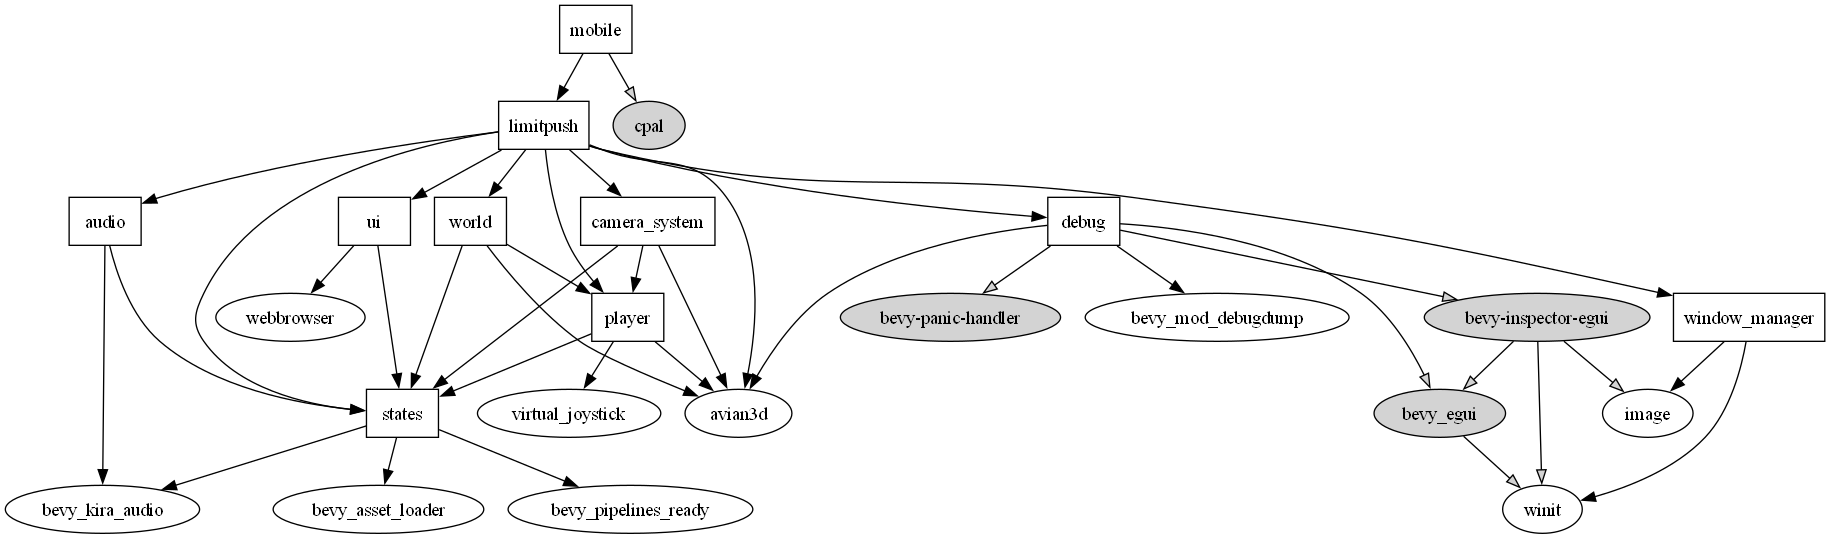 mobile
limitpush
cpal
audio
ui
world
camera_system
debug
webbrowser
player
bevy-panic-handler
bevy_mod_debugdump
bevy-inspector-egui
window_manager
states
virtual_joystick
avian3d
bevy_egui
image
bevy_kira_audio
bevy_asset_loader
bevy_pipelines_ready
winit